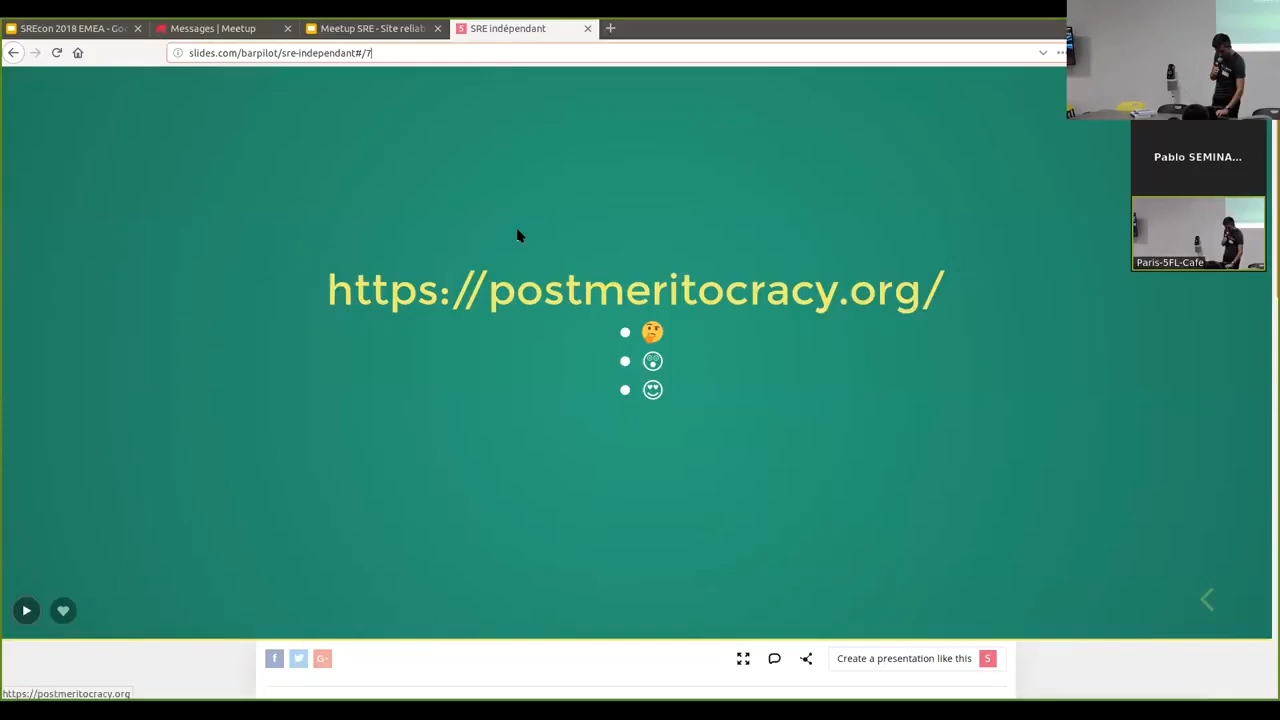 SREcon 2018 EMEA - Goo
Messages | Meetup
Meetup SRE - Site reliab
S SRE indépendant
slides.com/barpilot/sre-independant#/7
Pablo SEMINA...
Paris-5FL-Cafe
https://postmeritocracy.org/
f
G+
Create a presentation like this S
https://postmeritocracy.org